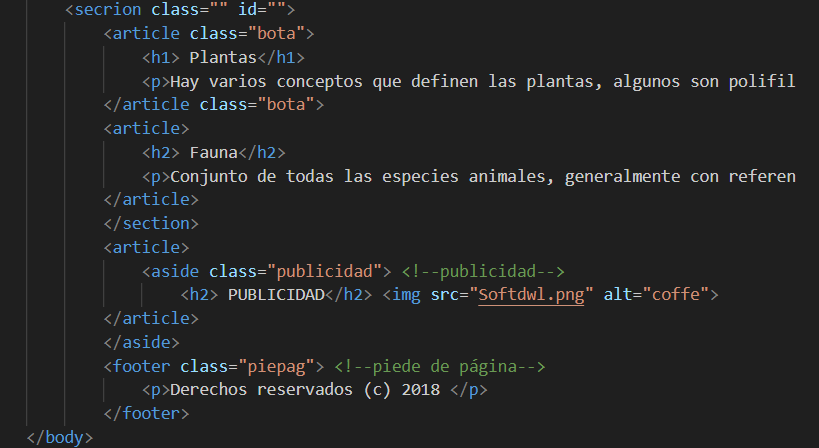 <secrion class="" id="">
<article class="bota">
<h1> Plantas</h1>
<p>Hay varios conceptos que definen las plantas, algunos son polifil
</article class="bota">
<article>
<h2> Fauna</h2>
<p>Conjunto de todas las especies animales, generalmente con referen
</article>
</section>
<article>
<aside class="publicidad"> <!--publicidad-->
<h2> PUBLICIDAD</h2> <img src="Softdwl.png" alt="coffe">
</article>
</aside>
<footer class="piepag"> <!--piede de página-->
<p>Derechos reservados (c) 2018 </p>
</footer>
</body>